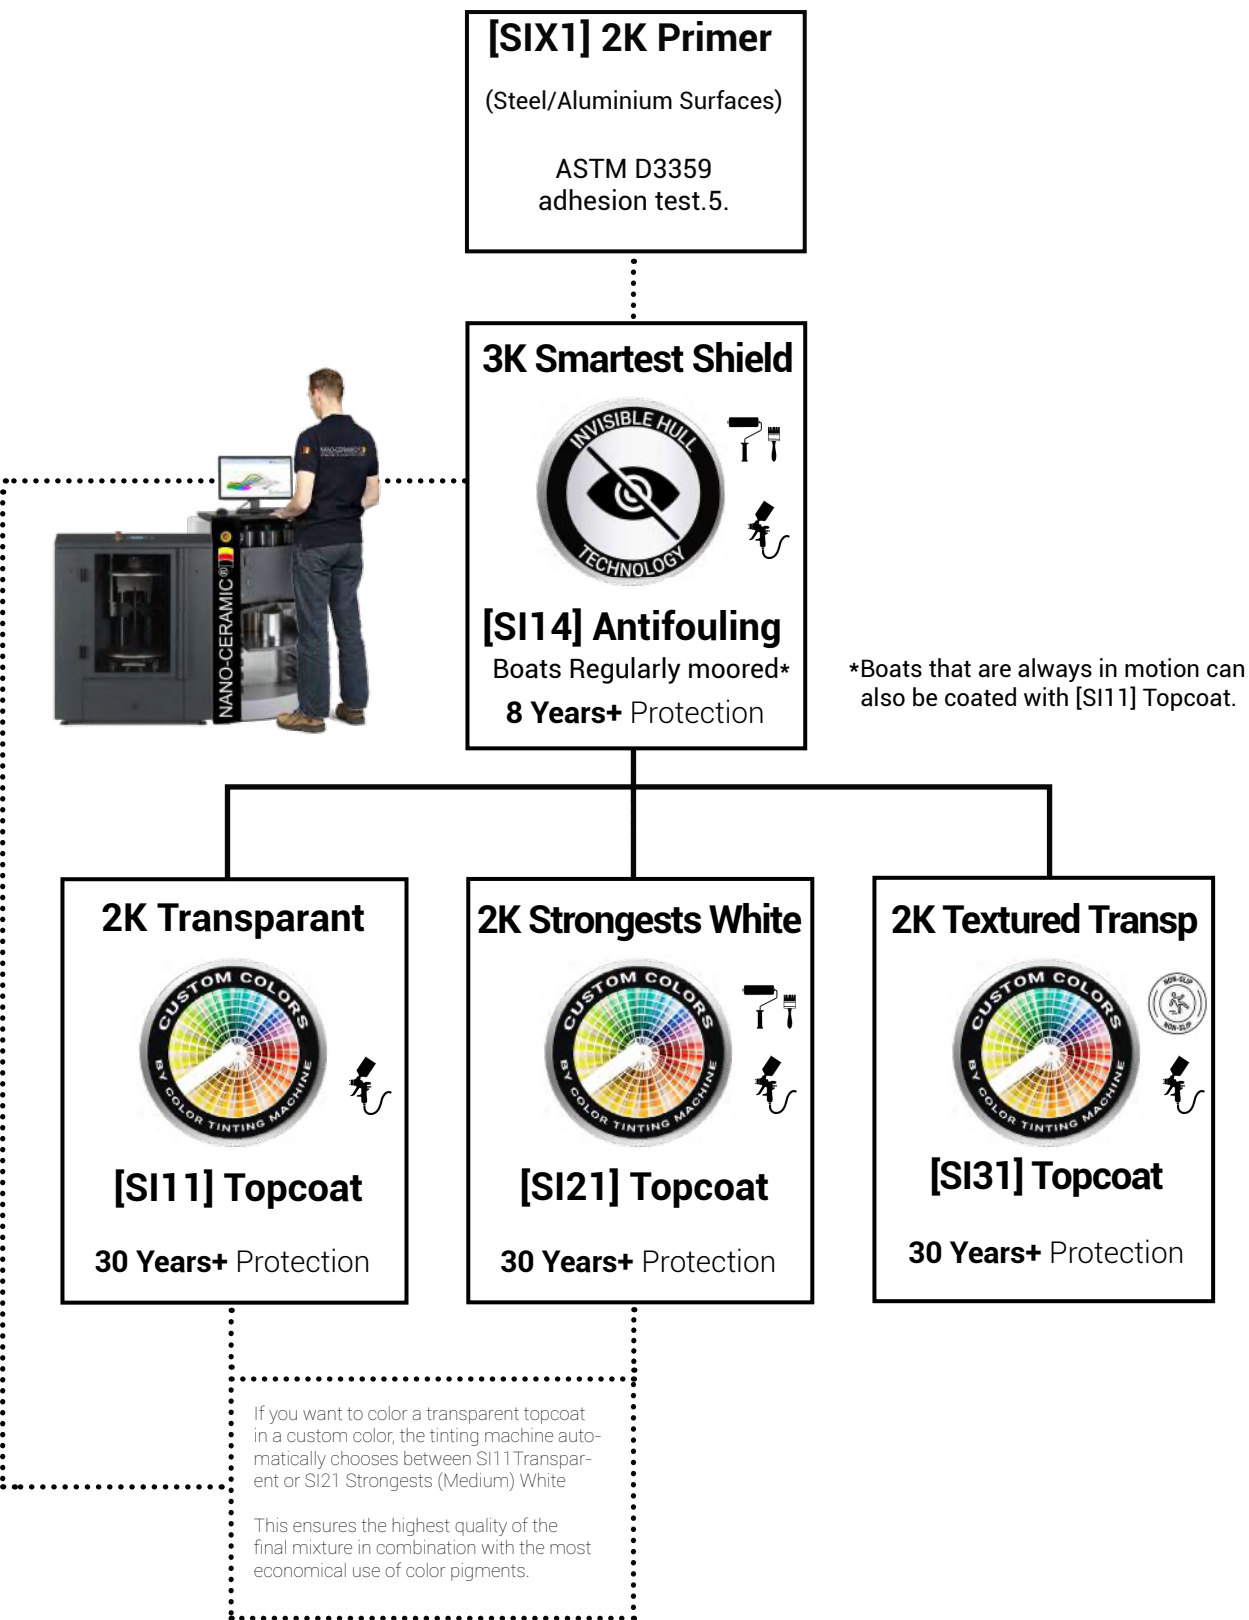 [SIX1] 2K Primer
(Steel/Aluminium Surfaces)
ASTM D3359
adhesion test.5.
3K Smartest Shield
INVISIBLE HULL
TECHNOLOGY
[SI14] Antifouling
Boats Regularly moored*
8 Years+ Protection
*Boats that are always in motion can
also be coated with [SI11] Topcoat.
NANO-CERAMIC®
NANO-CERAMIC®
2K Transparant
CUSTOM COLORS
BY COLOR TINTING MACHINE
[SI11] Topcoat
30 Years+ Protection
2K Strongests White
CUSTOM COLORS
BY COLOR TINTING MACHINE
[SI21] Topcoat
30 Years+ Protection
2K Textured Transp
CUSTOM COLORS
BY COLOR TINTING MACHINE
NON-SLIP
NON-SLIP
[SI31] Topcoat
30 Years+ Protection
If you want to color a transparent topcoat
in a custom color, the tinting machine auto-
matically chooses between SI11Transpar-
ent or SI21 Strongests (Medium) White
This ensures the highest quality of the
final mixture in combination with the most
economical use of color pigments.